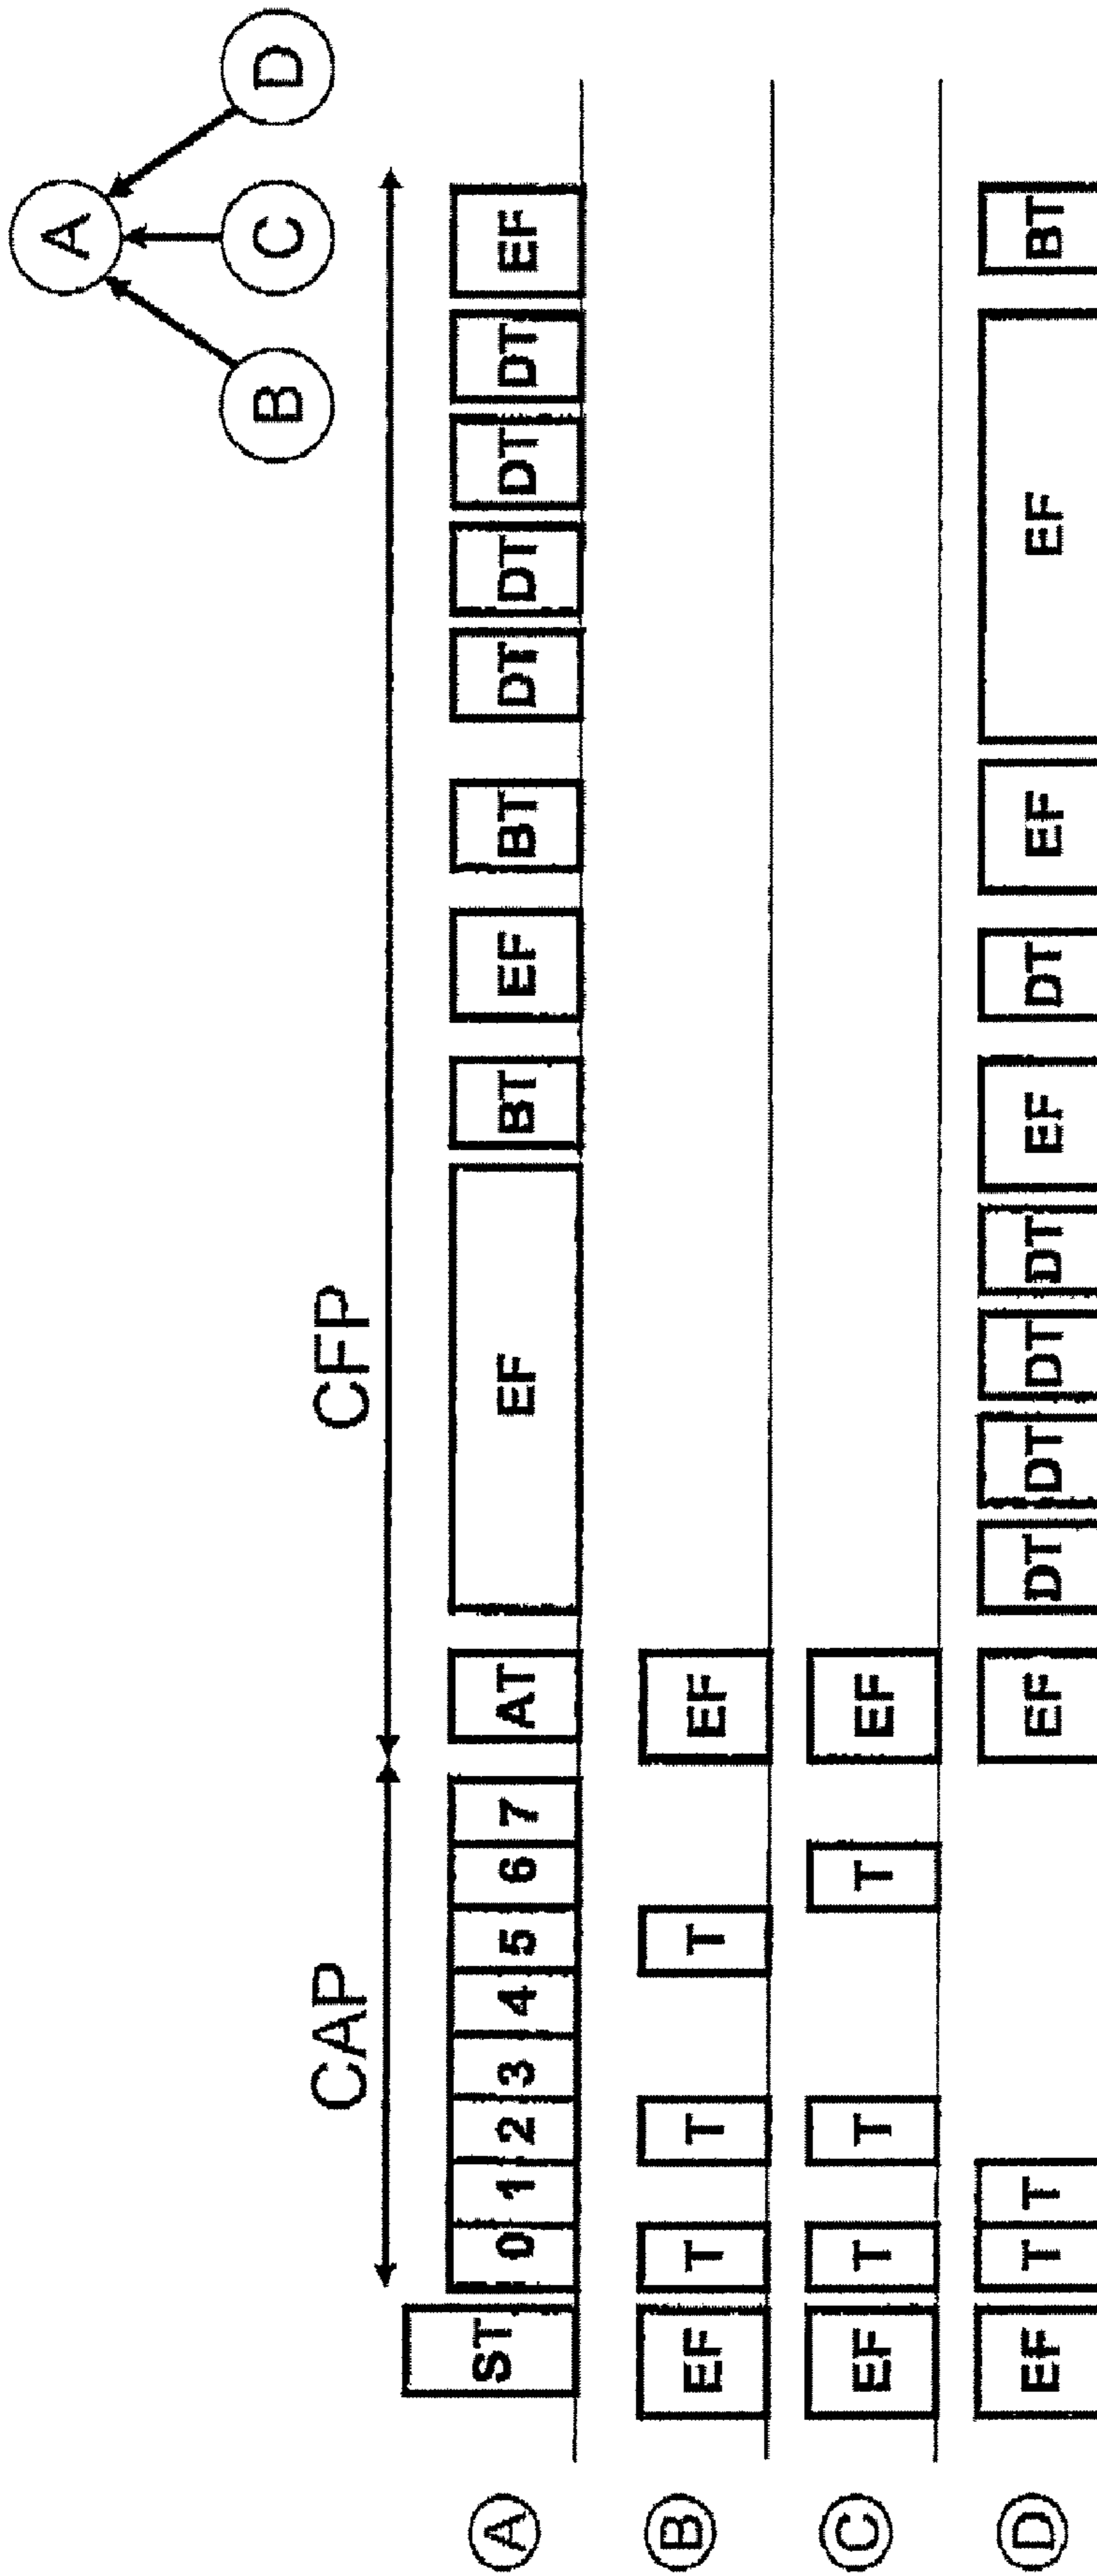 A
B C D
CAP CFP
A ST 0 1 2 3 4 5 6 7 AT EF BT EF BT DT DT DT DT EF
B EF T T T EF
C EF T T T EF
D EF T T EF DT DT DT DT EF DT EF EF BT